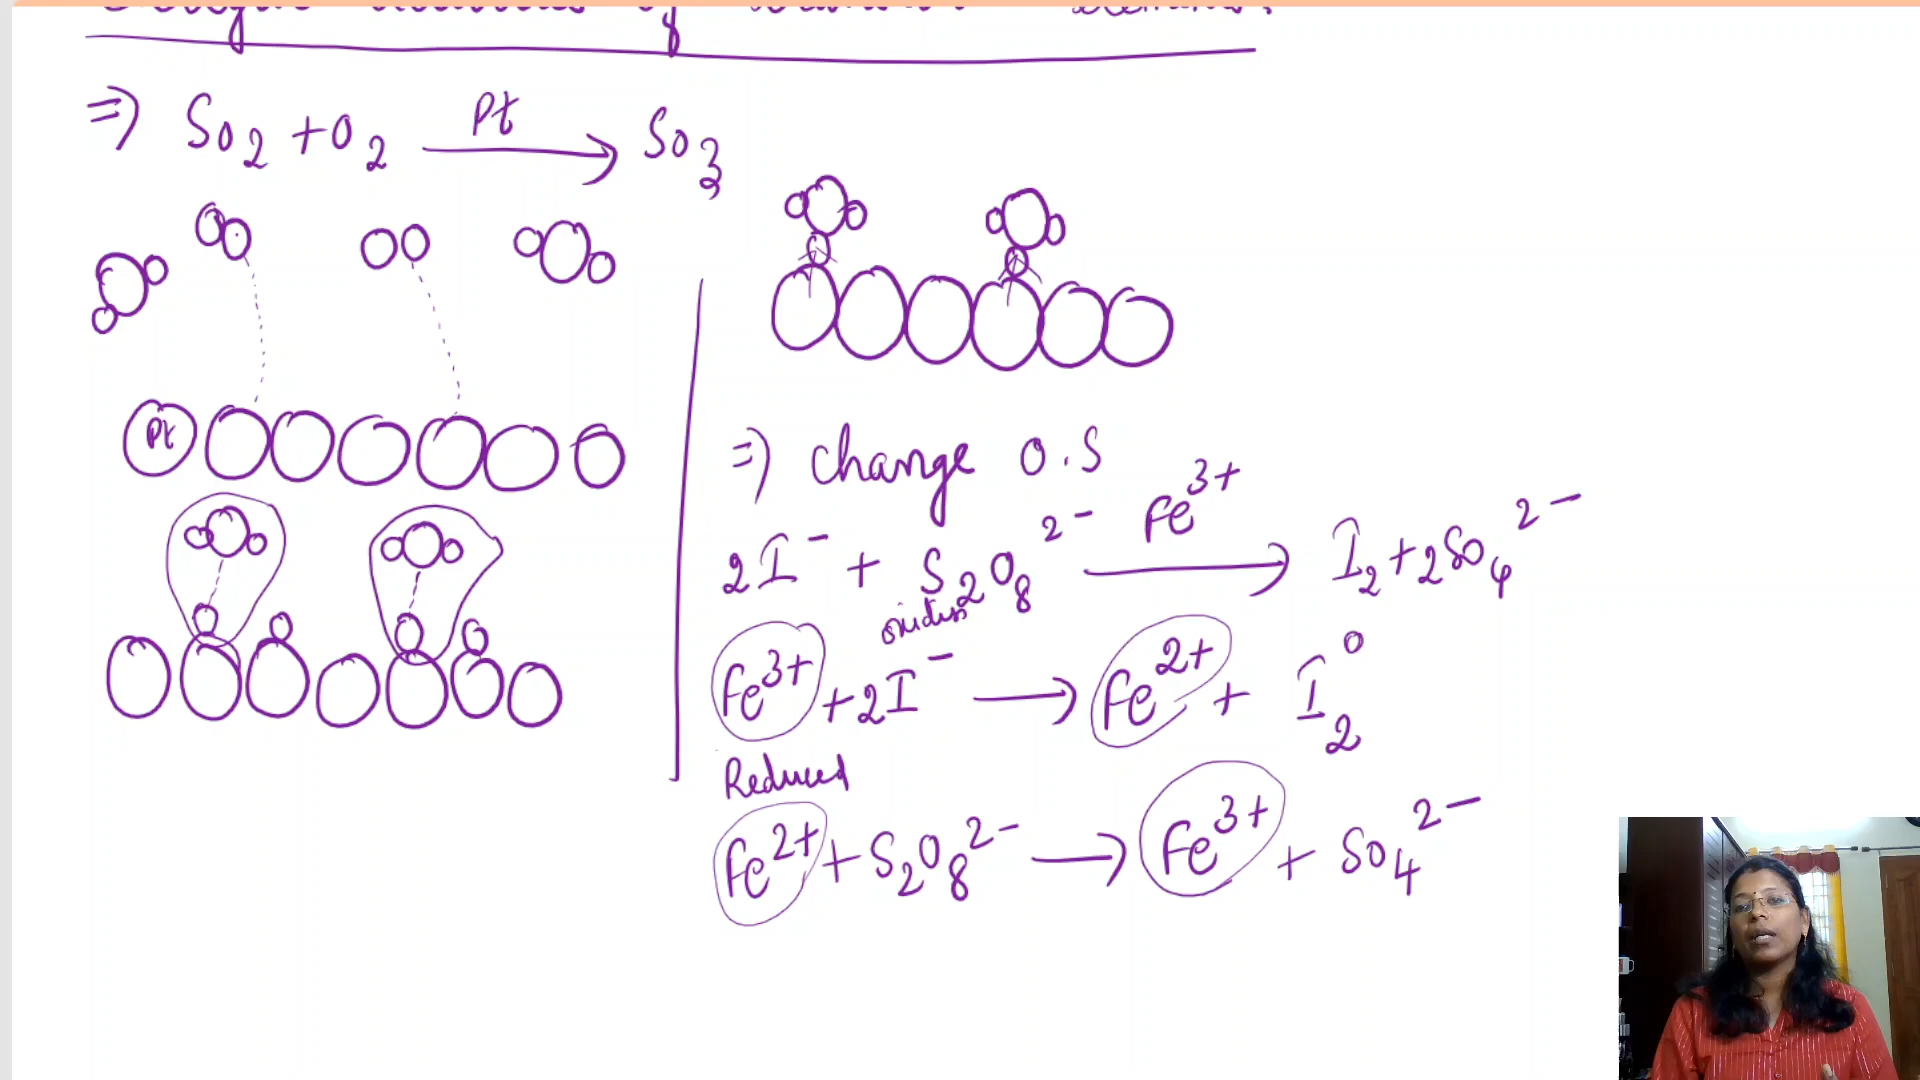 ⇒ So₂ + O₂ —Pt→ So₃
Pt
⇒ change O.S
2I⁻ + S₂O₈²⁻ —Fe³⁺→ I₂ + 2So₄²⁻
Fe³⁺ + 2I⁻ → Fe²⁺ + I₂⁰
Reduced
Fe²⁺ + S₂O₈²⁻ → Fe³⁺ + So₄²⁻